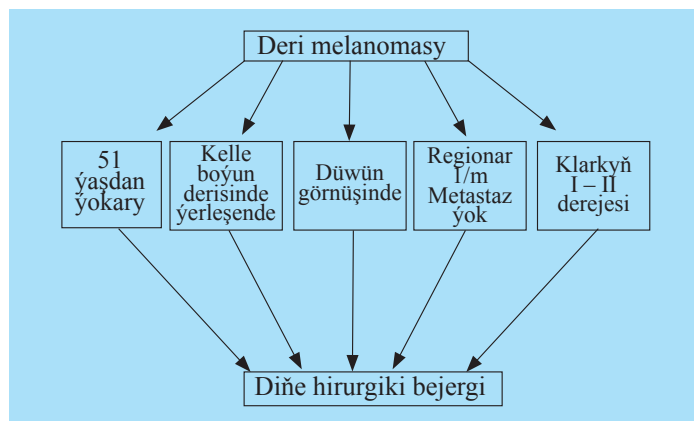 Deri melanomasy
51
ýaşdan
ýokary
Kelle
boýun
derisinde
ýerleşende
Düwün
görnüşinde
Regionar
I/m
Metastaz
ýok
Klarkyň
I – II
derejesi
Diňe hirurgiki bejergi